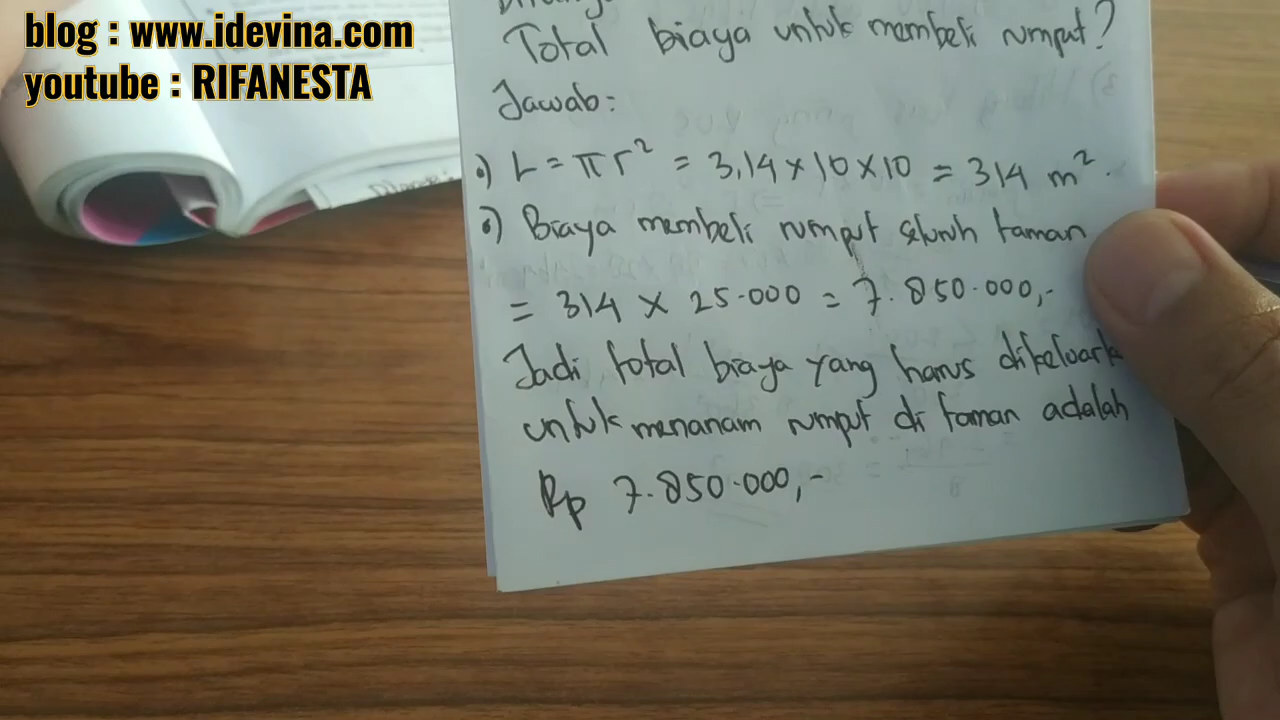 blog : www.idevina.com
youtube : RIFANESTA
Total biaya untuk membeli rumput?
Jawab:
•) L = πr² = 3,14 x 10 x 10 = 314 m².
•) Biaya membeli rumput seluruh taman
= 314 x 25.000 = 7.850.000,-
Jadi total biaya yang harus dikeluark
untuk menanam rumput di taman adalah
Rp 7.850.000,-